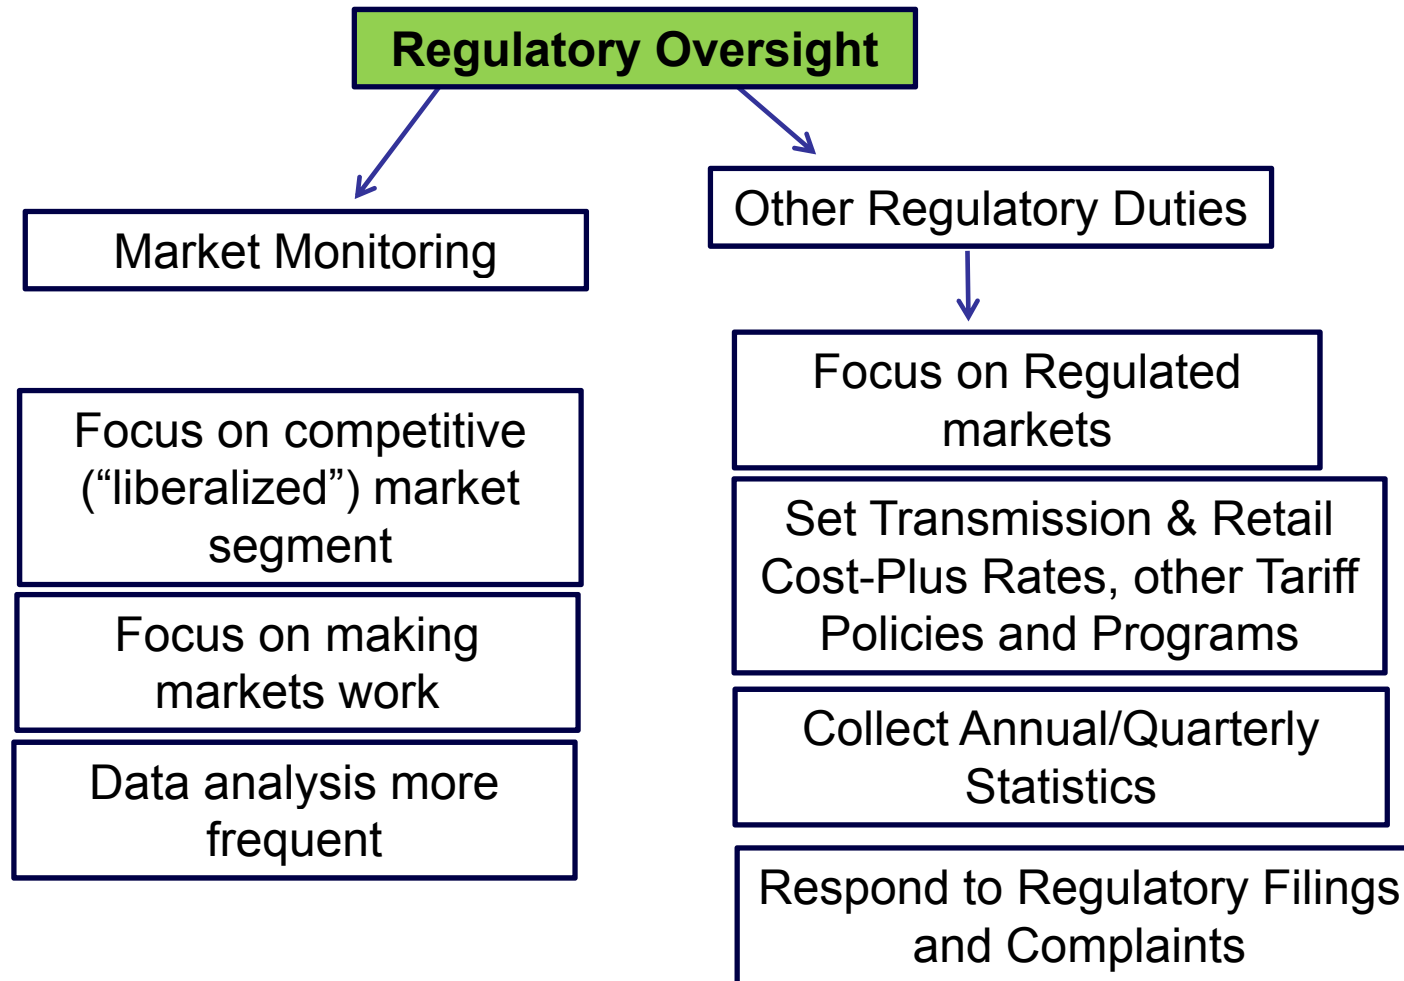 Regulatory Oversight
Market Monitoring
Focus on competitive
(“liberalized”) market
segment
Focus on making
markets work
Data analysis more
frequent
Other Regulatory Duties
Focus on Regulated
markets
Set Transmission & Retail
Cost-Plus Rates, other Tariff
Policies and Programs
Collect Annual/Quarterly
Statistics
Respond to Regulatory Filings
and Complaints